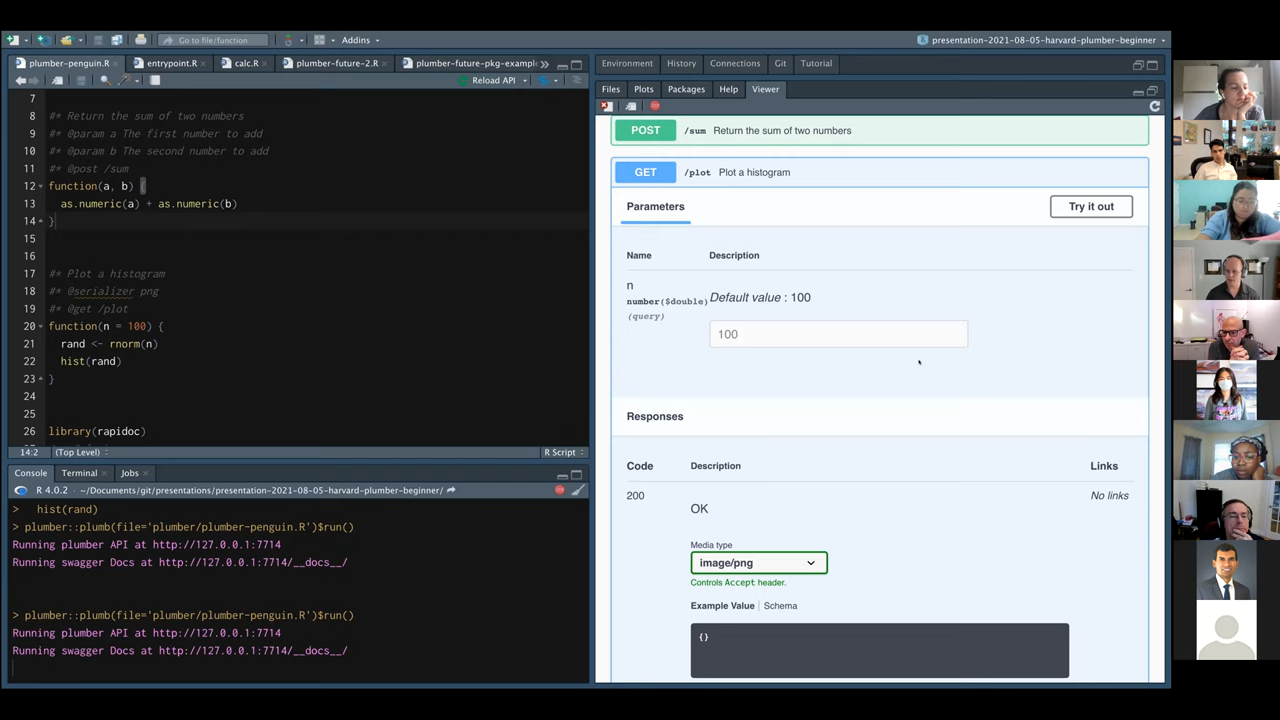 Go to file/function
Addins
presentation-2021-08-05-harvard-plumber-beginner
plumber-penguin.R
entrypoint.R
calc.R
plumber-future-2.R
plumber-future-pkg-example
Reload API
7
8 #* Return the sum of two numbers
9 #* @param a The first number to add
10 #* @param b The second number to add
11 #* @post /sum
12 function(a, b) {
13 as.numeric(a) + as.numeric(b)
14 }
15
16
17 #* Plot a histogram
18 #* @serializer png
19 #* @get /plot
20 function(n = 100) {
21 rand <- rnorm(n)
22 hist(rand)
23 }
24
25
26 library(rapidoc)
14:2 (Top Level) R Script
Console Terminal Jobs
R 4.0.2 · ~/Documents/git/presentations/presentation-2021-08-05-harvard-plumber-beginner/
> hist(rand)
> plumber::plumb(file='plumber/plumber-penguin.R')$run()
Running plumber API at http://127.0.0.1:7714
Running swagger Docs at http://127.0.0.1:7714/__docs__/
> plumber::plumb(file='plumber/plumber-penguin.R')$run()
Running plumber API at http://127.0.0.1:7714
Running swagger Docs at http://127.0.0.1:7714/__docs__/
Environment History Connections Git Tutorial
Files Plots Packages Help Viewer
POST /sum Return the sum of two numbers
GET /plot Plot a histogram
Parameters
Try it out
Name Description
n
number($double)
(query)
Default value : 100
100
Responses
Code Description Links
200
OK
No links
Media type
image/png
Controls Accept header.
Example Value Schema
{}